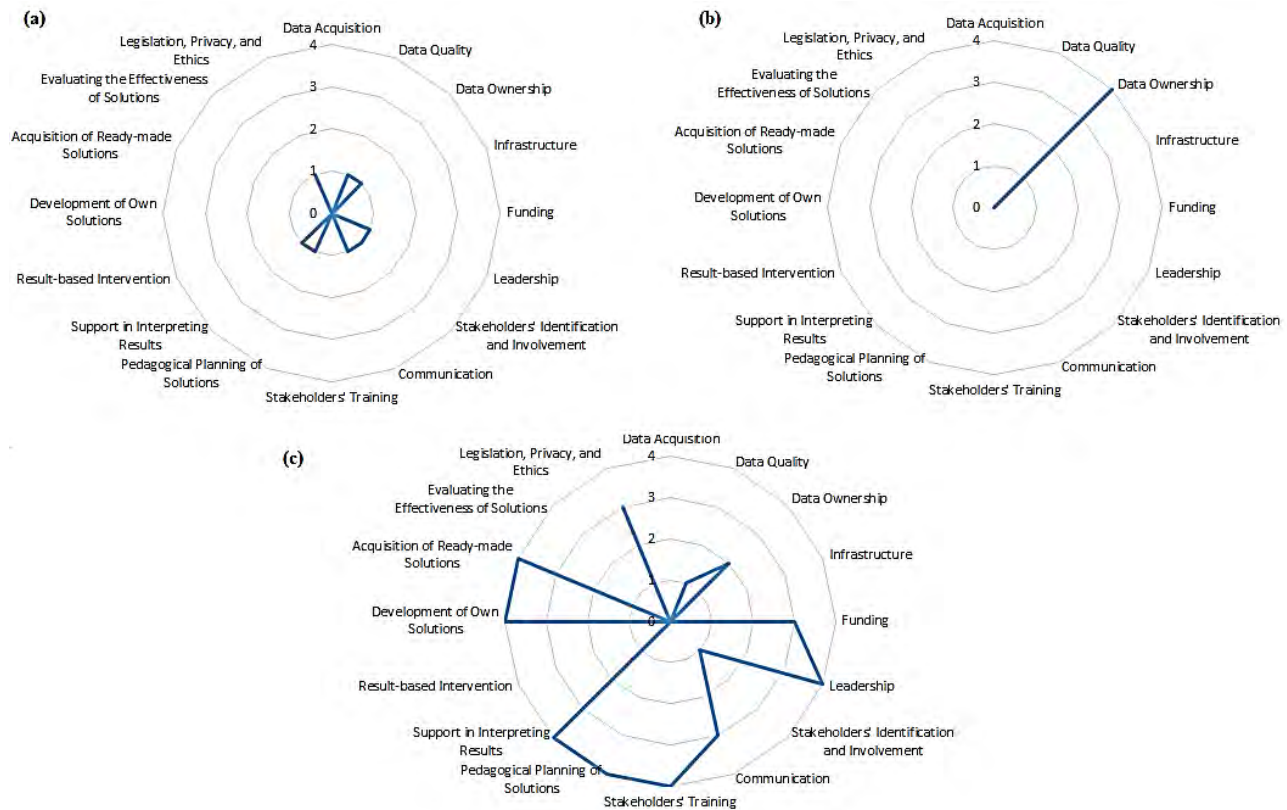 (a)
Data Acquisition
Legislation, Privacy, and
Ethics
Data Quality
Evaluating the Effectiveness
of Solutions
Data Ownership
Acquisition of Ready-made
Solutions
Infrastructure
Development of Own
Solutions
Funding
Result-based Intervention
Leadership
Support in Interpreting
Results
Stakeholders' Identification
and Involvement
Pedagogical Planning of
Solutions
Communication
Stakeholders' Training
4
3
2
1
0
(b)
Data Acquisition
Legislation, Privacy, and
Ethics
Data Quality
Evaluating the
Effectiveness of Solutions
Data Ownership
Acquisition of Ready-made
Solutions
Infrastructure
Development of Own
Solutions
Funding
Result-based Intervention
Leadership
Support in Interpreting
Results
Stakeholders' Identification
and Involvement
Pedagogical Planning of
Solutions
Communication
Stakeholders' Training
4
3
2
1
0
(c)
Data Acquisition
Legislation, Privacy, and
Ethics
Data Quality
Evaluating the
Effectiveness of Solutions
Data Ownership
Acquisition of Ready-made
Solutions
Infrastructure
Development of Own
Solutions
Funding
Result-based Intervention
Leadership
Support in Interpreting
Results
Stakeholders' Identification
and Involvement
Pedagogical Planning of
Solutions
Communication
Stakeholders' Training
4
3
2
1
0